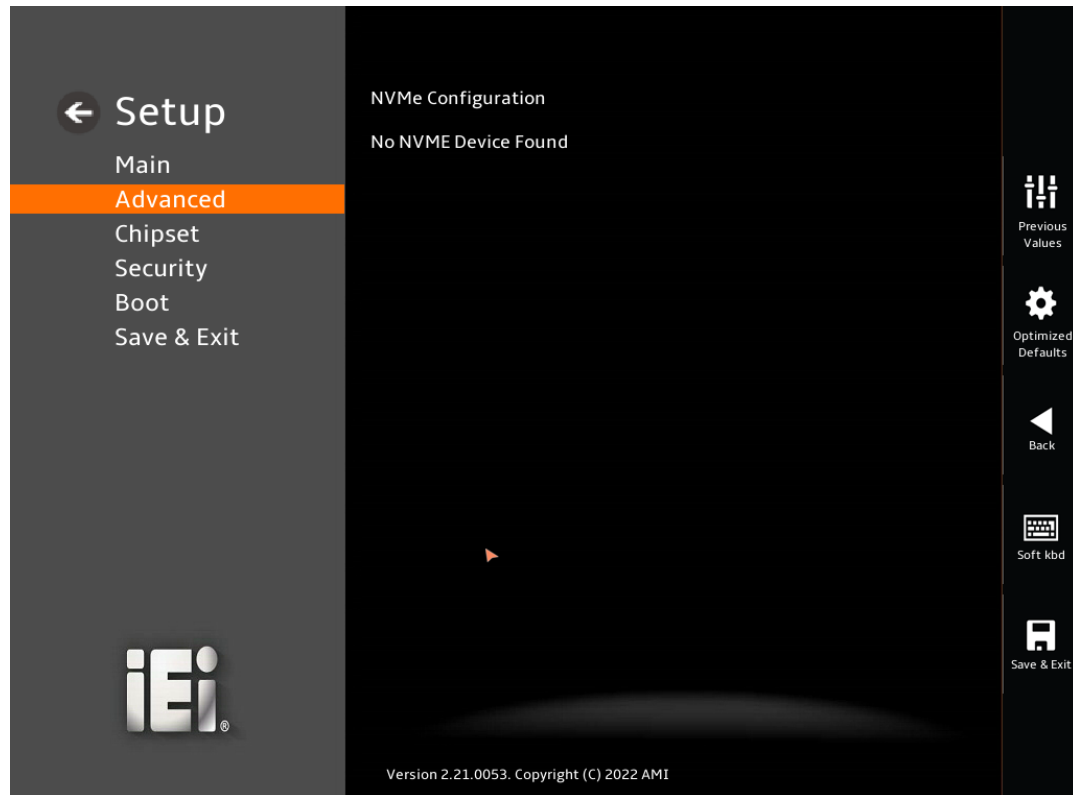 Setup
Main
Advanced
Chipset
Security
Boot
Save & Exit
iEi®
NVMe Configuration
No NVME Device Found
Version 2.21.0053. Copyright (C) 2022 AMI
Previous
Values
Optimized
Defaults
Back
Soft kbd
Save & Exit